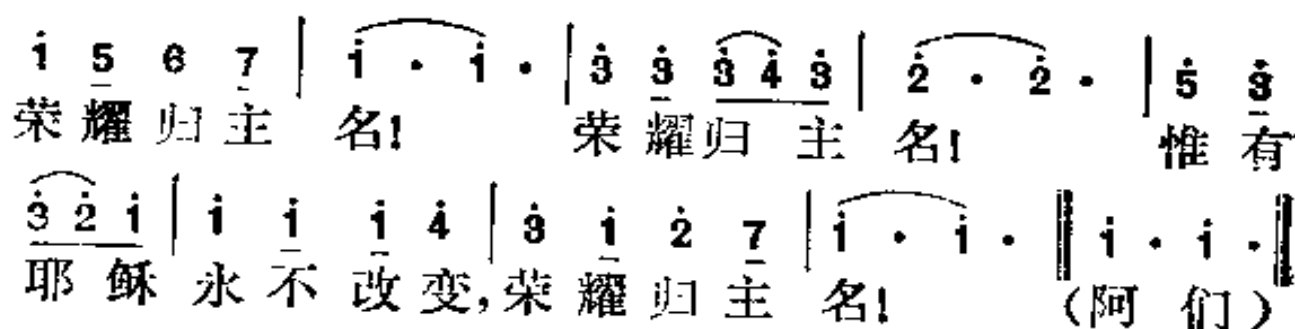 1̇ 5 6 7 | 1̇ · 1̇ · | 3̇ 3̇ 3̇ 4̇ 3̇ | 2̇ · 2̇ · | 5̇ 3̇
荣 耀 归 主 名! 荣 耀 归 主 名! 惟 有
3̇ 2̇ 1̇ | 1̇ 1̇ 1̇ 4̇ | 3̇ 1̇ 2̇ 7 | 1̇ · 1̇ · ‖ 1̇ · 1̇ · ‖
耶 稣 永 不 改 变, 荣 耀 归 主 名! (阿 们)